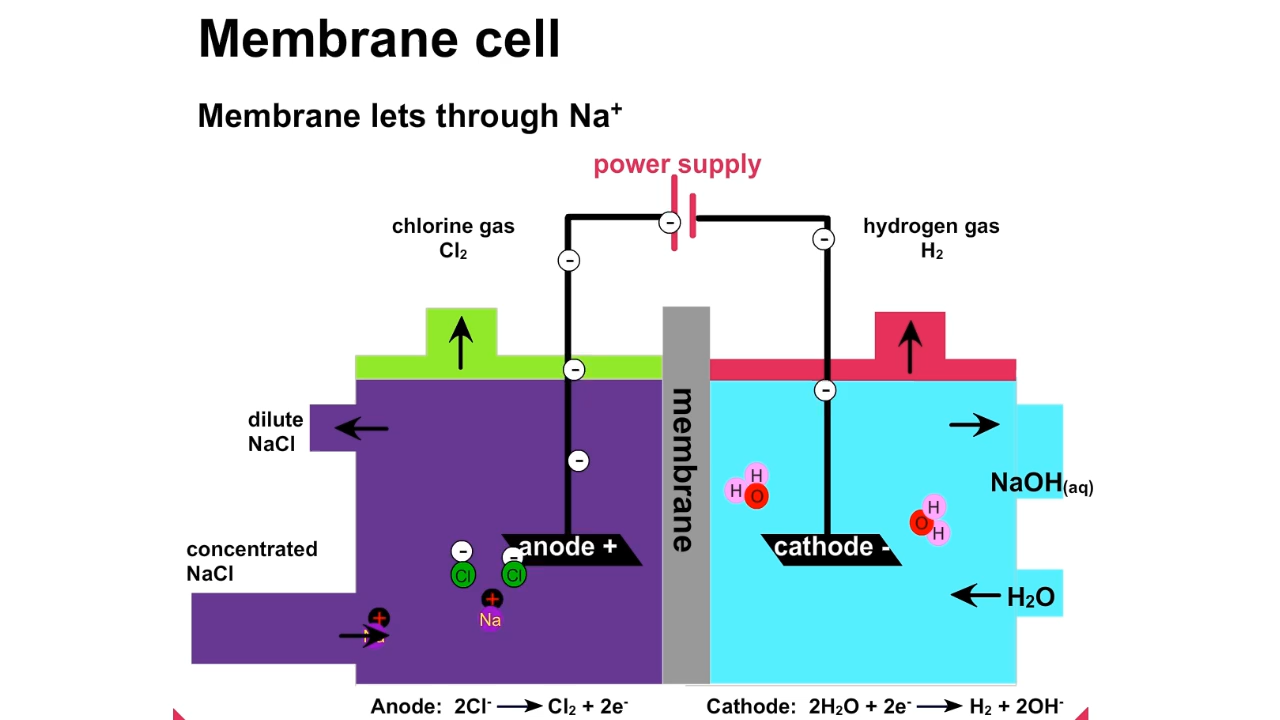 Membrane cell
Membrane lets through Na⁺
power supply
chlorine gas
Cl₂
hydrogen gas
H₂
-
-
-
-
-
-
-
dilute
NaCl
membrane
H
H
O
NaOH(aq)
H
O
H
concentrated
NaCl
anode +
cathode -
-
-
Cl
Cl
+
Na
+
H₂O
Anode: 2Cl⁻ → Cl₂ + 2e⁻
Cathode: 2H₂O + 2e⁻ → H₂ + 2OH⁻